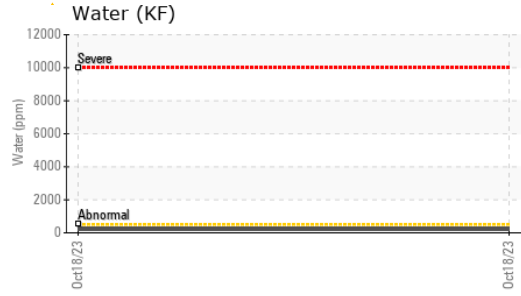 Water (KF)
12000
Severe
10000
8000
Water (ppm)
6000
4000
2000
Abnormal
0
Oct18/23
Oct18/23